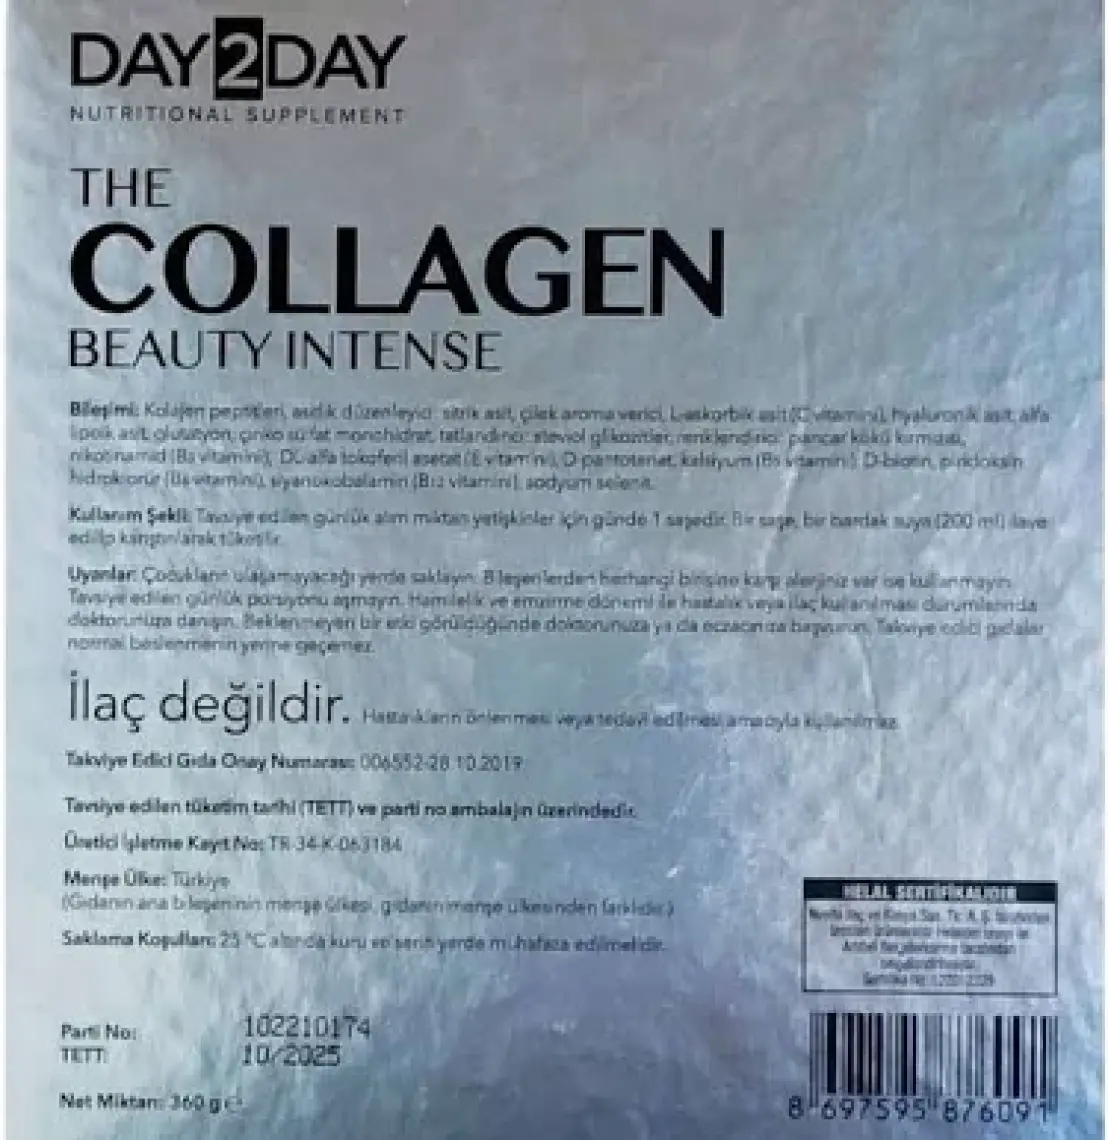 DAY2DAY
NUTRITIONAL SUPPLEMENT
THE
COLLAGEN
BEAUTY INTENSE
Bileşimi: Kolajen peptitleri, asitlik düzenleyici: sitrik asit, çilek aroma verici, L-askorbik asit (C vitamini), hyaluronik asit, alfa
lipoik asit, glutatyon, çinko sülfat monohidrat, tatlandırıcı: steviol glikozitler, renklendirici: pancar kökü kırmızısı,
nikotinamid (B3 vitamini), DL-alfa tokoferil asetat (E vitamini), D-pantotenat, kalsiyum (B5 vitamini), D-biotin, piridoksin
hidroklorür (B6 vitamini), siyanokobalamin (B12 vitamini), sodyum selenit.
Kullanım Şekli: Tavsiye edilen günlük alım miktarı yetişkinler için günde 1 saşedir. Bir saşe, bir bardak suya (200 ml) ilave
edilip karıştırılarak tüketilir.
Uyarılar: Çocukların ulaşamayacağı yerde saklayın. Bileşenlerden herhangi birisine karşı alerjiniz var ise kullanmayın.
Tavsiye edilen günlük porsiyonu aşmayın. Hamilelik ve emzirme dönemi ile hastalık veya ilaç kullanılması durumlarında
doktorunuza danışın. Beklenmeyen bir etki görüldüğünde doktorunuza ya da eczacınıza başvurun. Takviye edici gıdalar
normal beslenmenin yerine geçemez.
İlaç değildir. Hastalıkların önlenmesi veya tedavi edilmesi amacıyla kullanılmaz.
Takviye Edici Gıda Onay Numarası: 006552-28.10.2019
Tavsiye edilen tüketim tarihi (TETT) ve parti no ambalajın üzerindedir.
Üretici İşletme Kayıt No: TR-34-K-063184
Menşe Ülke: Türkiye
(Gıdanın ana bileşeninin menşe ülkesi, gıdanın menşe ülkesinden farklıdır.)
Saklama Koşulları: 25 °C altında kuru ve serin yerde muhafaza edilmelidir.
HELAL SERTİFİKALIDIR
İlaç ve Kimya San. Tic. A. Ş.
Parti No: 102210174
TETT: 10/2025
Net Miktarı: 360 g e
8 697595 876091